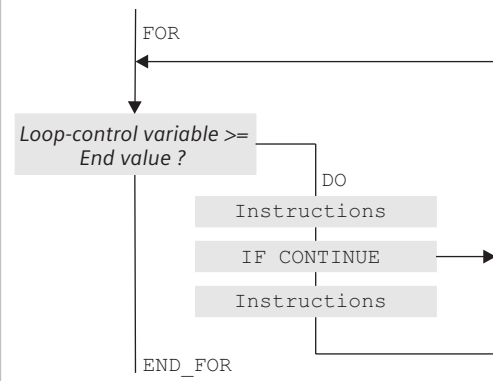 FOR
Loop-control variable >=
End value ?
DO
Instructions
IF CONTINUE
Instructions
END_FOR